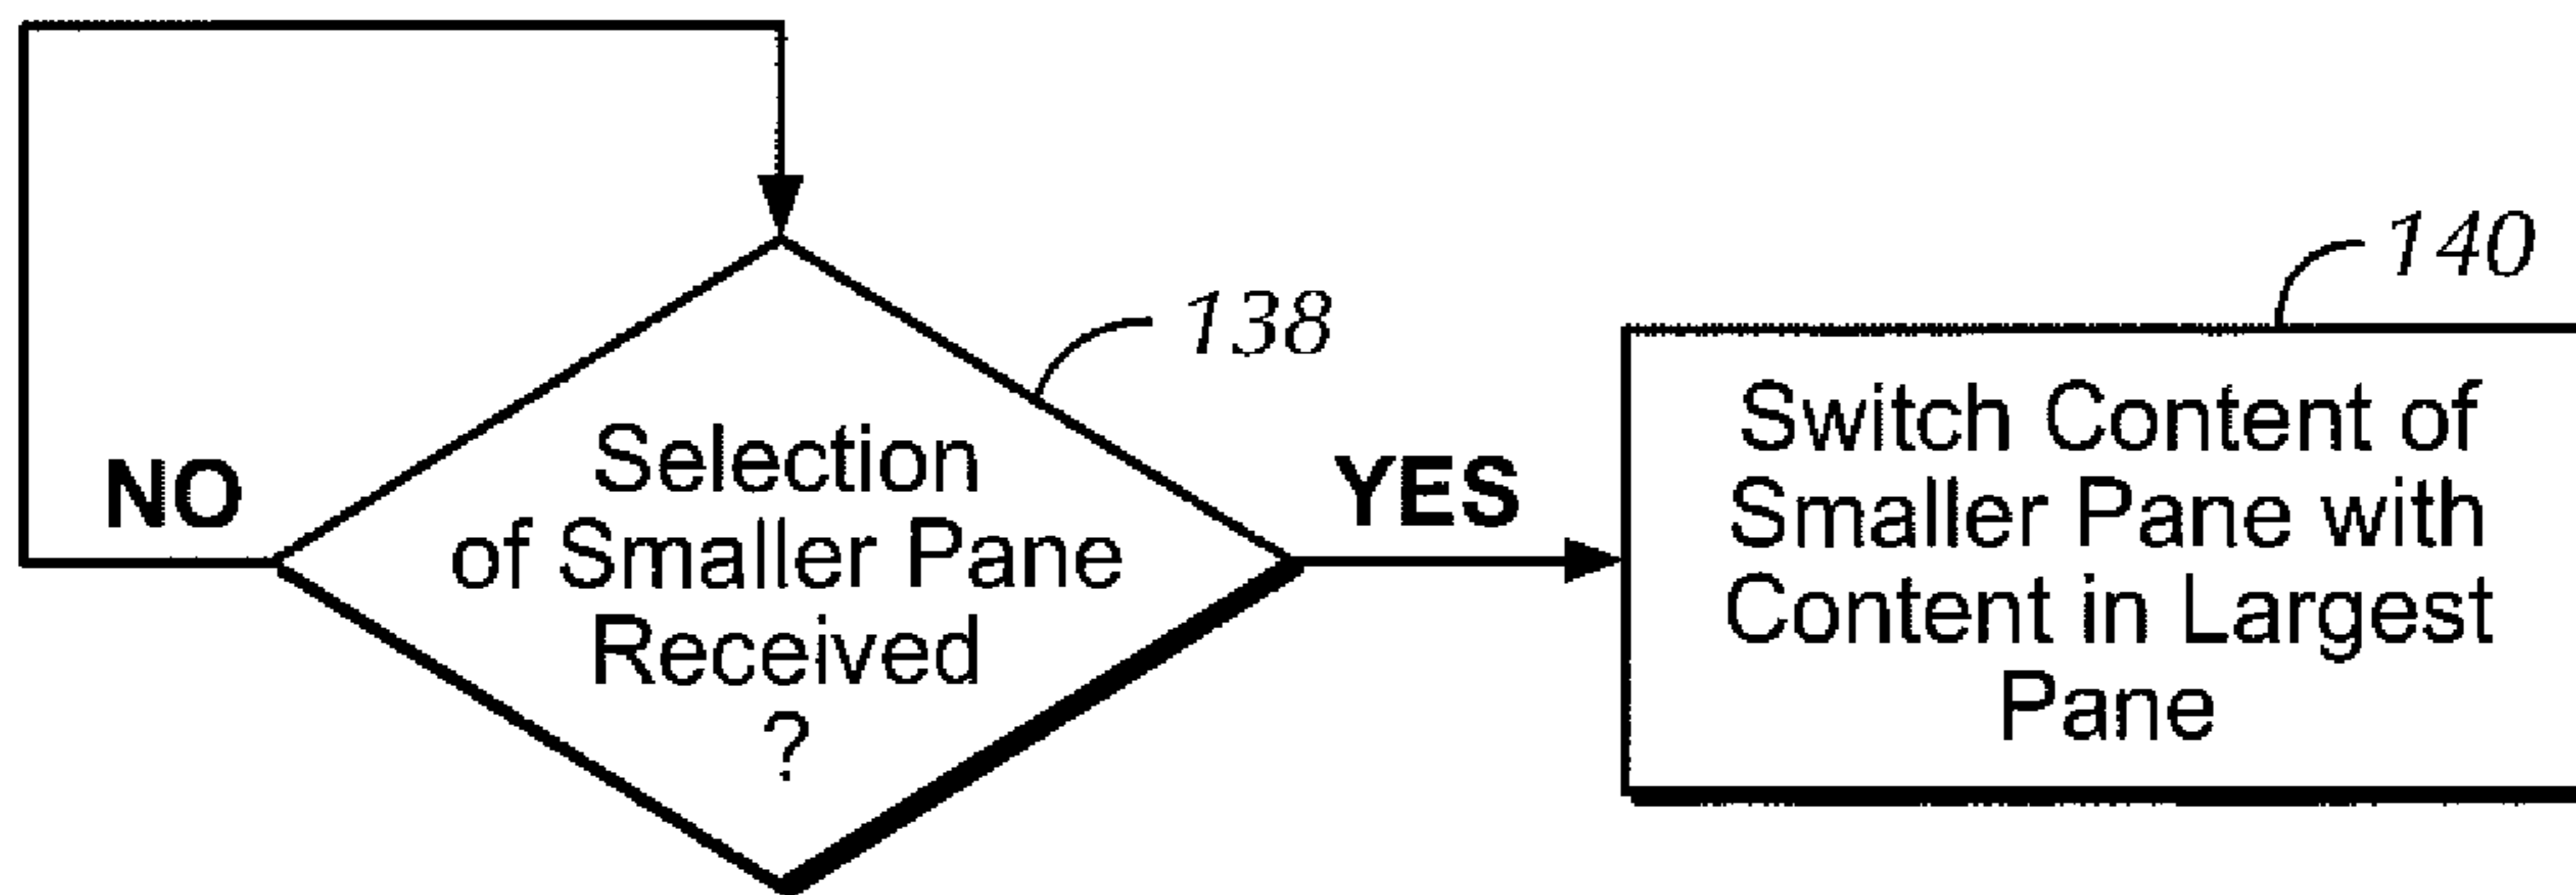 140
138
NO
Selection
of Smaller Pane
Received
?
YES
Switch Content of
Smaller Pane with
Content in Largest
Pane